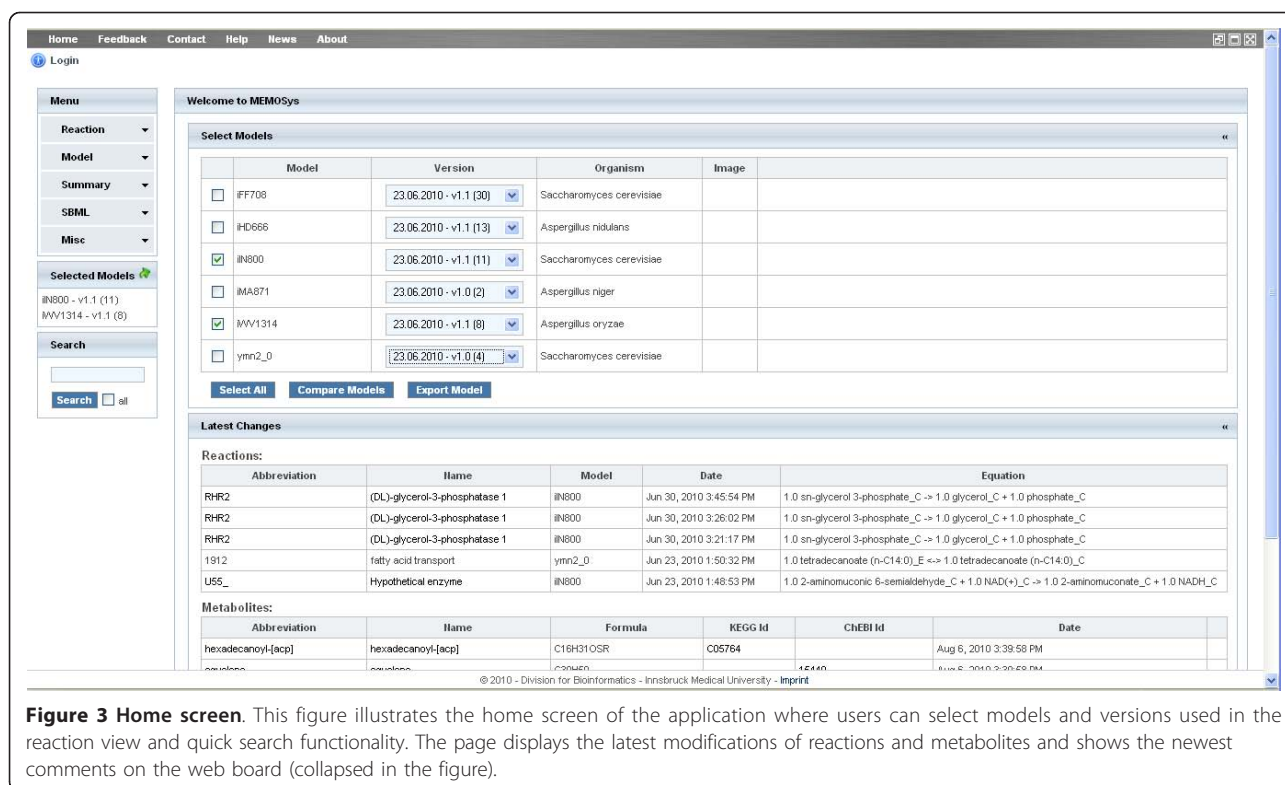 Home Feedback Contact Help News About
Login
Menu
Reaction
Model
Summary
SBML
Misc
Selected Models
iIN800 - v1.1 (11)
iWV1314 - v1.1 (8)
Search
Search all
Welcome to MEMOSys
Select Models «
Model Version Organism Image
iFF708 23.06.2010 - v1.1 (30) Saccharomyces cerevisiae
iHD666 23.06.2010 - v1.1 (13) Aspergillus nidulans
iIN800 23.06.2010 - v1.1 (11) Saccharomyces cerevisiae
iMA871 23.06.2010 - v1.0 (2) Aspergillus niger
iWV1314 23.06.2010 - v1.1 (8) Aspergillus oryzae
ymn2_0 23.06.2010 - v1.0 (4) Saccharomyces cerevisiae
Select All Compare Models Export Model
Latest Changes «
Reactions:
Abbreviation Name Model Date Equation
RHR2 (DL)-glycerol-3-phosphatase 1 iIN800 Jun 30, 2010 3:45:54 PM 1.0 sn-glycerol 3-phosphate_C -> 1.0 glycerol_C + 1.0 phosphate_C
RHR2 (DL)-glycerol-3-phosphatase 1 iIN800 Jun 30, 2010 3:26:02 PM 1.0 sn-glycerol 3-phosphate_C -> 1.0 glycerol_C + 1.0 phosphate_C
RHR2 (DL)-glycerol-3-phosphatase 1 iIN800 Jun 30, 2010 3:21:17 PM 1.0 sn-glycerol 3-phosphate_C -> 1.0 glycerol_C + 1.0 phosphate_C
1912 fatty acid transport ymn2_0 Jun 23, 2010 1:50:32 PM 1.0 tetradecanoate (n-C14:0)_E <-> 1.0 tetradecanoate (n-C14:0)_C
U55_ Hypothetical enzyme iIN800 Jun 23, 2010 1:48:53 PM 1.0 2-aminomuconic 6-semialdehyde_C + 1.0 NAD(+)_C -> 1.0 2-aminomuconate_C + 1.0 NADH_C
Metabolites:
Abbreviation Name Formula KEGG Id ChEBI Id Date
hexadecanoyl-[acp] hexadecanoyl-[acp] C16H31OSR C05764 Aug 6, 2010 3:39:58 PM
© 2010 - Division for Bioinformatics - Innsbruck Medical University - Imprint
Figure 3 Home screen. This figure illustrates the home screen of the application where users can select models and versions used in the
reaction view and quick search functionality. The page displays the latest modifications of reactions and metabolites and shows the newest
comments on the web board (collapsed in the figure).